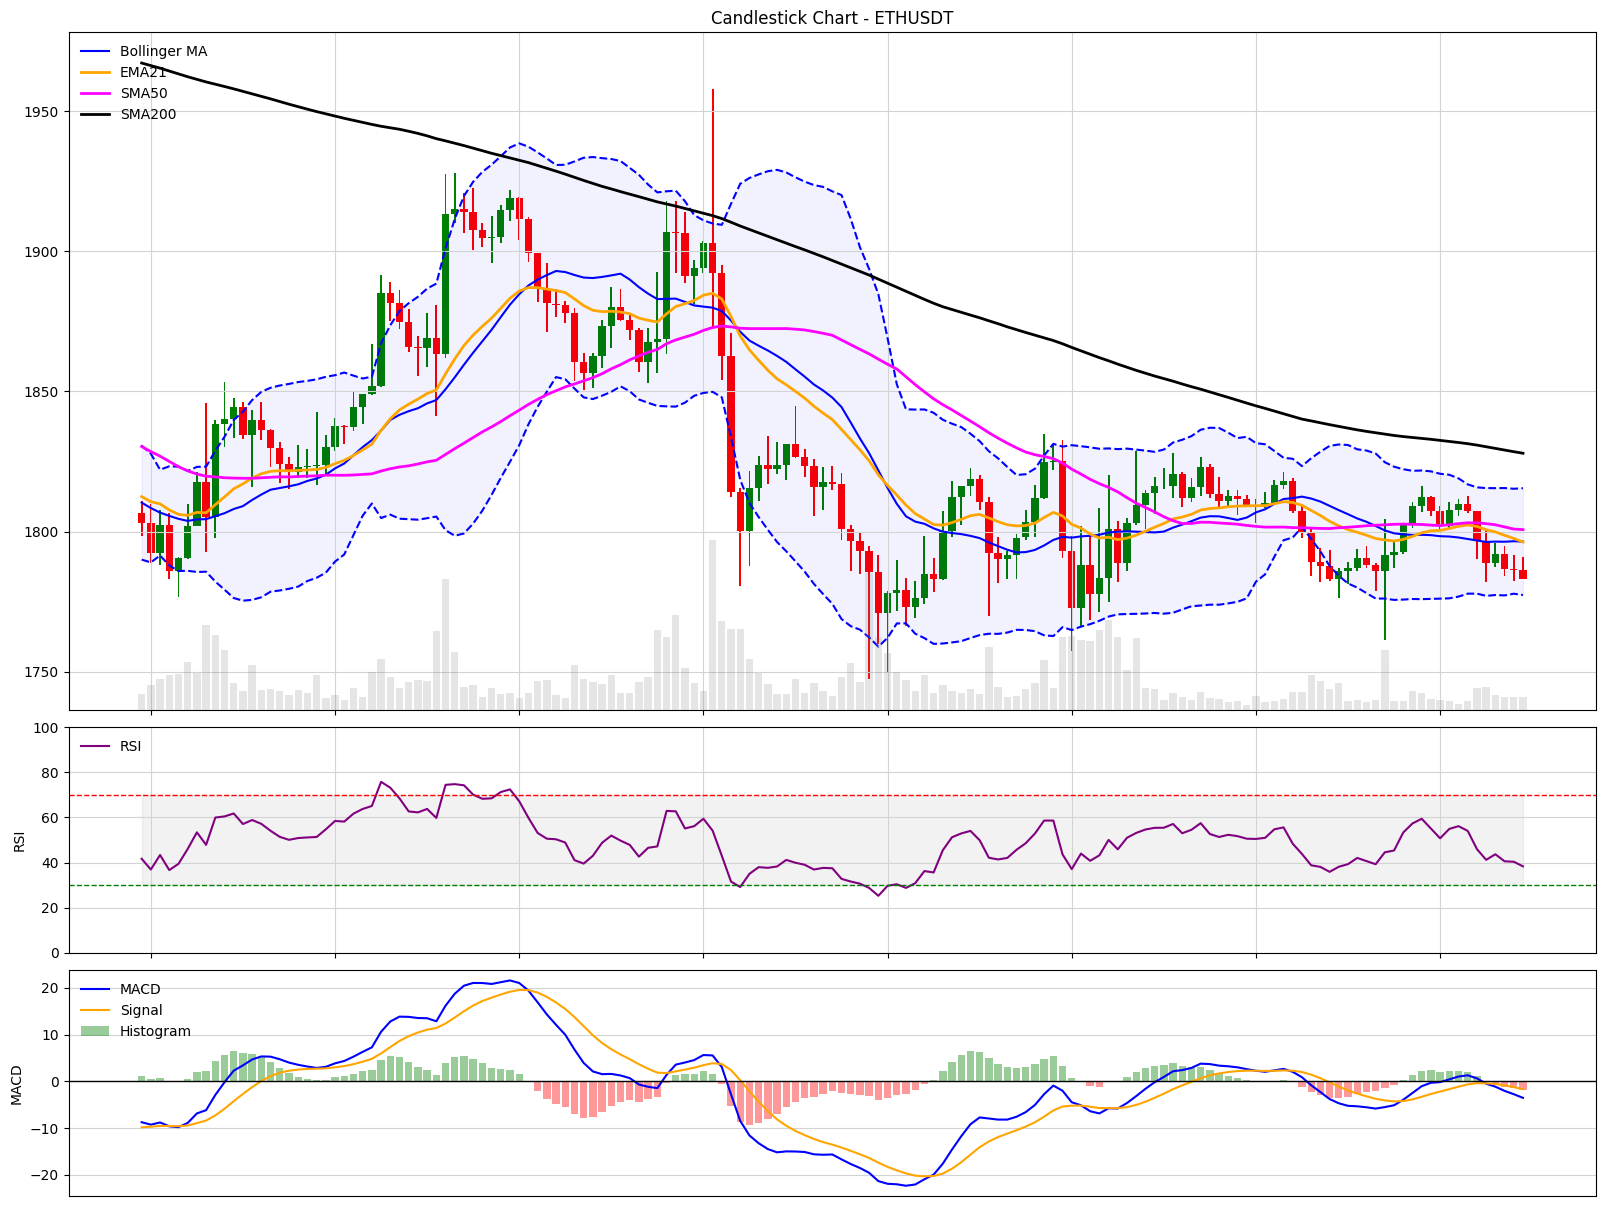 Candlestick Chart - ETHUSDT
Bollinger MA
EMA21
SMA50
SMA200
1950
1900
1850
1800
1750
RSI
100
80
60
40
20
0
RSI
MACD
Signal
Histogram
20
10
0
−10
−20
MACD